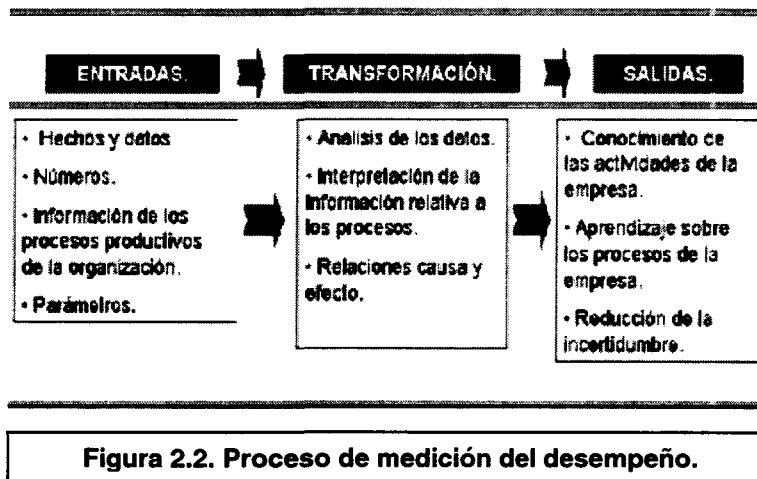 ENTRADAS.
TRANSFORMACIÓN.
SALIDAS.
• Hechos y datos
• Números.
• Información de los
procesos productivos
de la organización.
• Parámetros.
• Analisis de los datos.
• Interpretación de la
Información relativa a
los procesos.
• Relaciones causa y
efecto.
• Conocimiento de
las actividades de la
empresa.
• Aprendizaje sobre
los procesos de la
empresa.
• Reducción de la
incertidumbre.
Figura 2.2. Proceso de medición del desempeño.